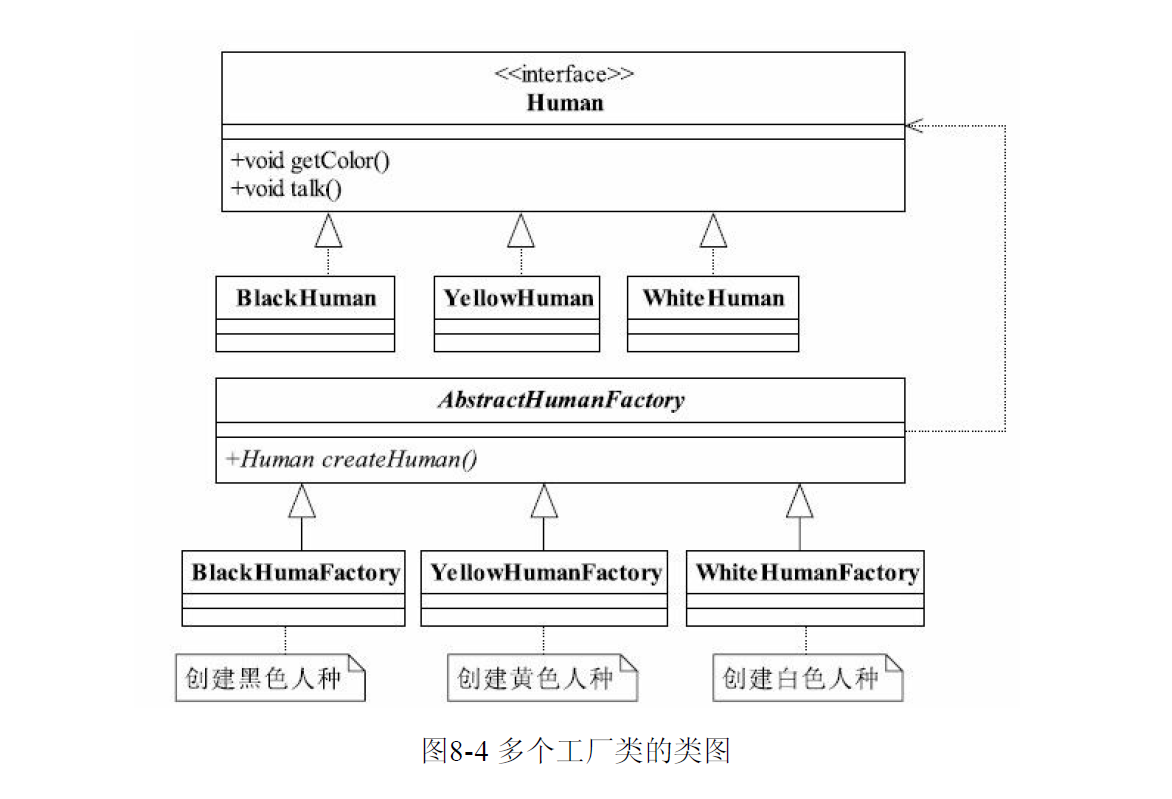 <<interface>>
Human
+void getColor()
+void talk()
BlackHuman
YellowHuman
WhiteHuman
AbstractHumanFactory
+Human createHuman()
BlackHumaFactory
YellowHumanFactory
WhiteHumanFactory
创建黑色人种
创建黄色人种
创建白色人种
图8-4 多个工厂类的类图